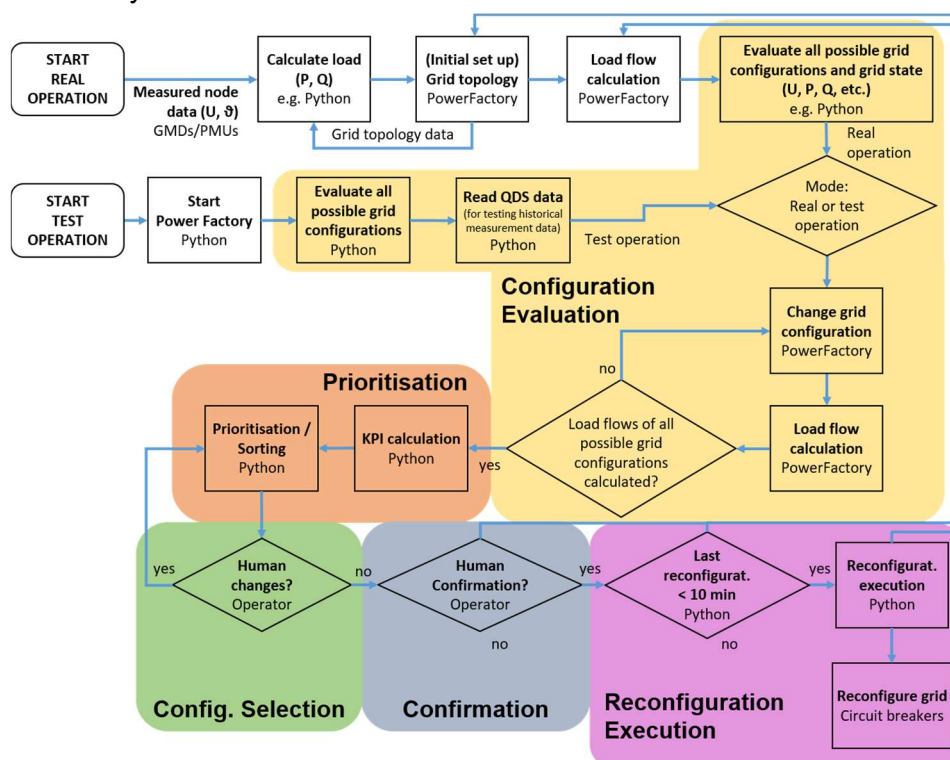 START
REAL
OPERATION
Measured node
data (U, ϑ)
GMDs/PMUs
Calculate load
(P, Q)
e.g. Python
(Initial set up)
Grid topology
PowerFactory
Grid topology data
Load flow
calculation
PowerFactory
Evaluate all possible grid
configurations and grid state
(U, P, Q, etc.)
e.g. Python
Real
operation
START
TEST
OPERATION
Start
Power Factory
Python
Evaluate all
possible grid
configurations
Python
Read QDS data
(for testing historical
measurement data)
Python
Test operation
Mode:
Real or test
operation
Configuration
Evaluation
Change grid
configuration
PowerFactory
no
Load flows of all
possible grid
configurations
calculated?
Load flow
calculation
PowerFactory
yes
Prioritisation
Prioritisation /
Sorting
Python
KPI calculation
Python
yes
Human
changes?
Operator
no
Human
Confirmation?
Operator
yes
no
Last
reconfigurat.
< 10 min
Python
yes
no
Reconfigurat.
execution
Python
Reconfigure grid
Circuit breakers
Config. Selection
Confirmation
Reconfiguration
Execution